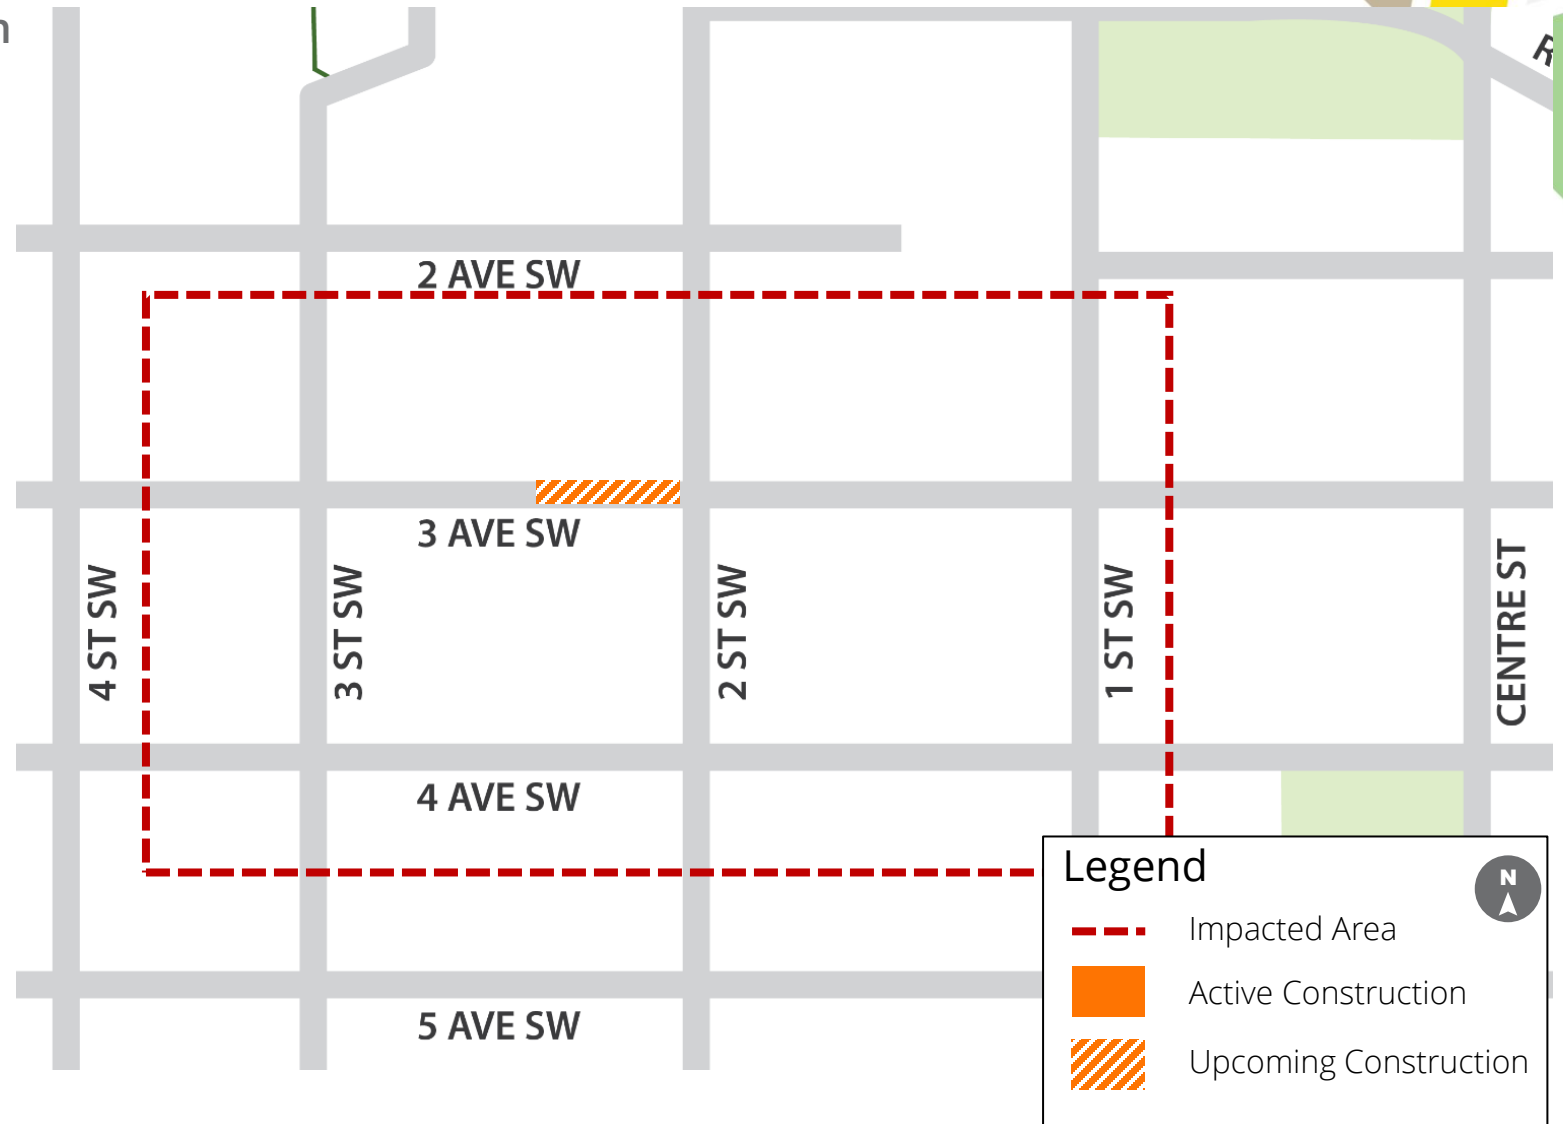 2 AVE SW
3 AVE SW
4 ST SW
3 ST SW
2 ST SW
1 ST SW
CENTRE ST
4 AVE SW
5 AVE SW
Legend
N
Impacted Area
Active Construction
Upcoming Construction